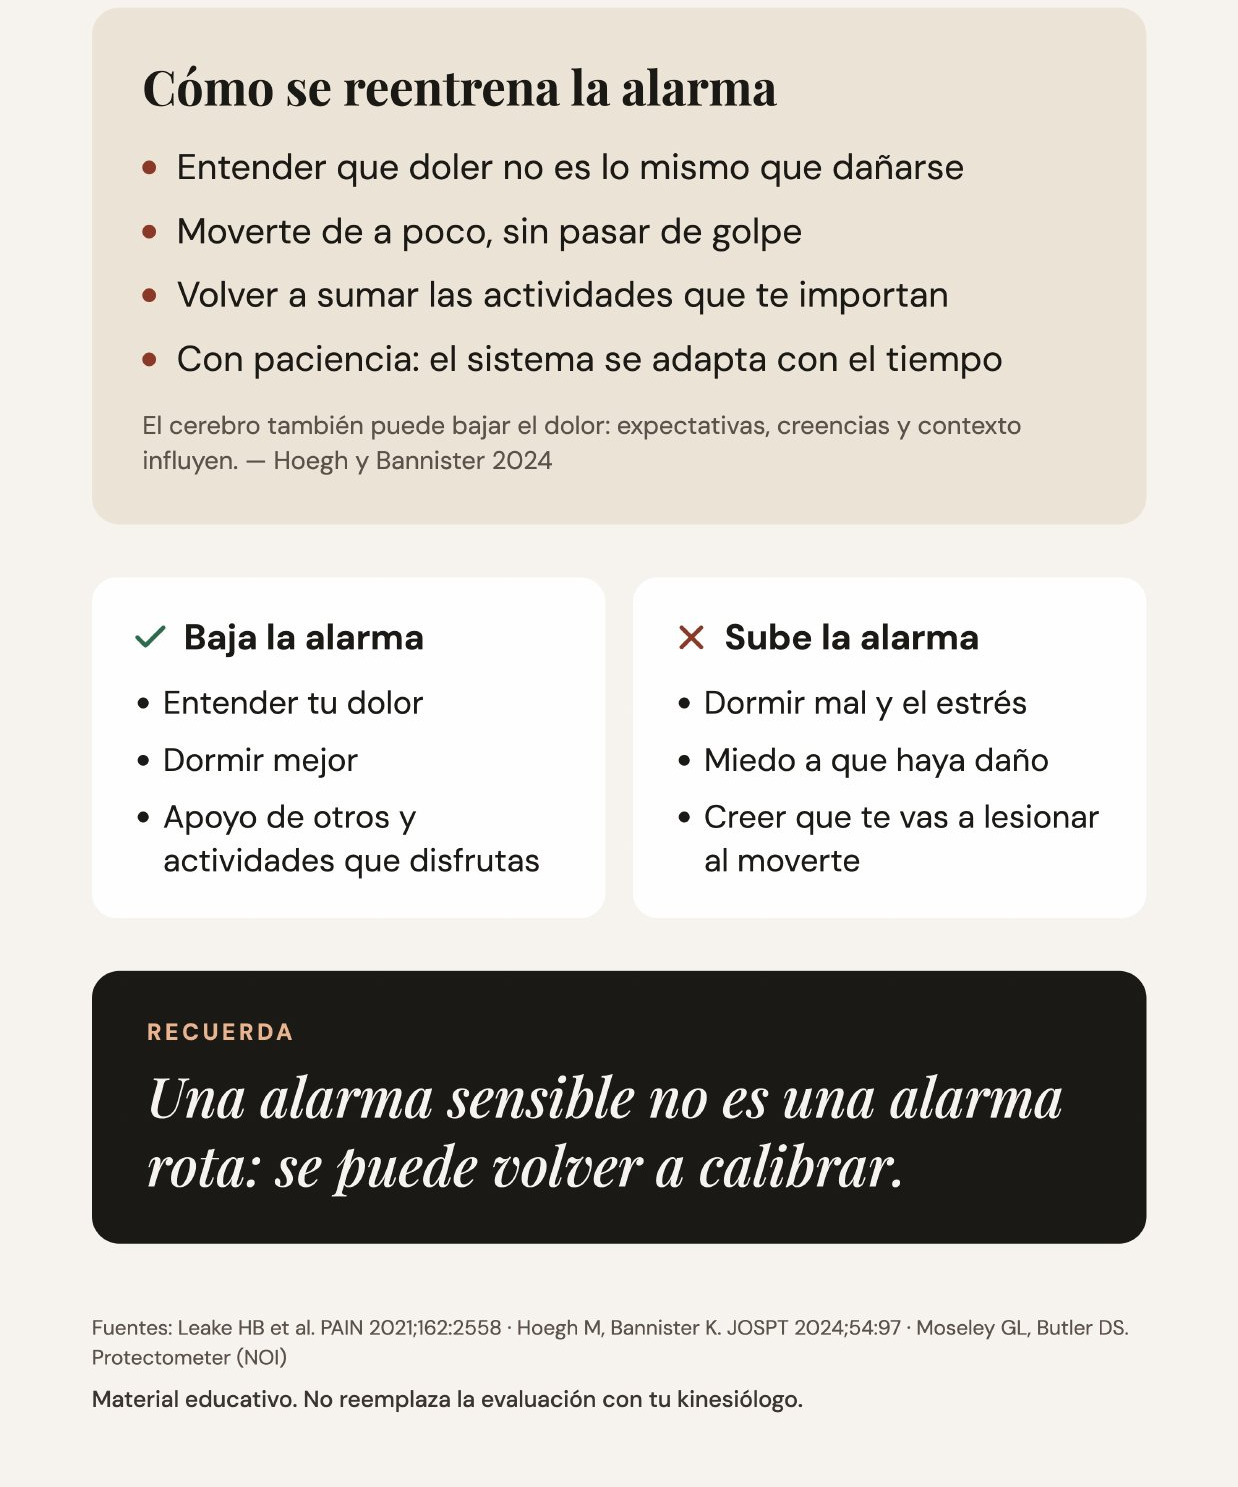 Cómo se reentrena la alarma
• Entender que doler no es lo mismo que dañarse
• Moverte de a poco, sin pasar de golpe
• Volver a sumar las actividades que te importan
• Con paciencia: el sistema se adapta con el tiempo
El cerebro también puede bajar el dolor: expectativas, creencias y contexto
influyen. — Hoegh y Bannister 2024
✓ Baja la alarma
• Entender tu dolor
• Dormir mejor
• Apoyo de otros y
actividades que disfrutas
✕ Sube la alarma
• Dormir mal y el estrés
• Miedo a que haya daño
• Creer que te vas a lesionar
al moverte
RECUERDA
Una alarma sensible no es una alarma
rota: se puede volver a calibrar.
Fuentes: Leake HB et al. PAIN 2021;162:2558 · Hoegh M, Bannister K. JOSPT 2024;54:97 · Moseley GL, Butler DS.
Protectometer (NOI)
Material educativo. No reemplaza la evaluación con tu kinesiólogo.